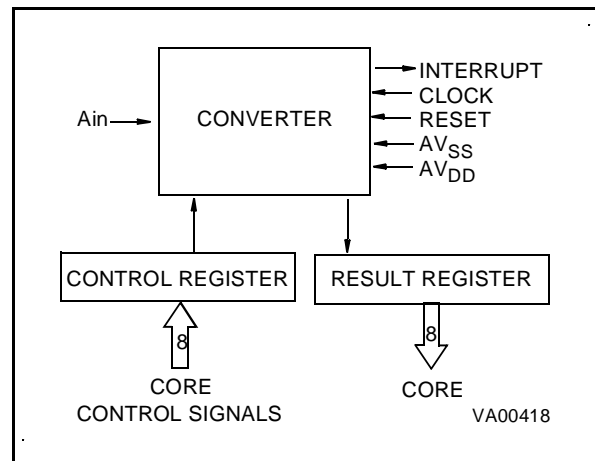 INTERRUPT
CLOCK
Ain
CONVERTER
RESET
AVSS
AVDD
CONTROL REGISTER
RESULT REGISTER
8
8
CORE
CONTROL SIGNALS
CORE
VA00418